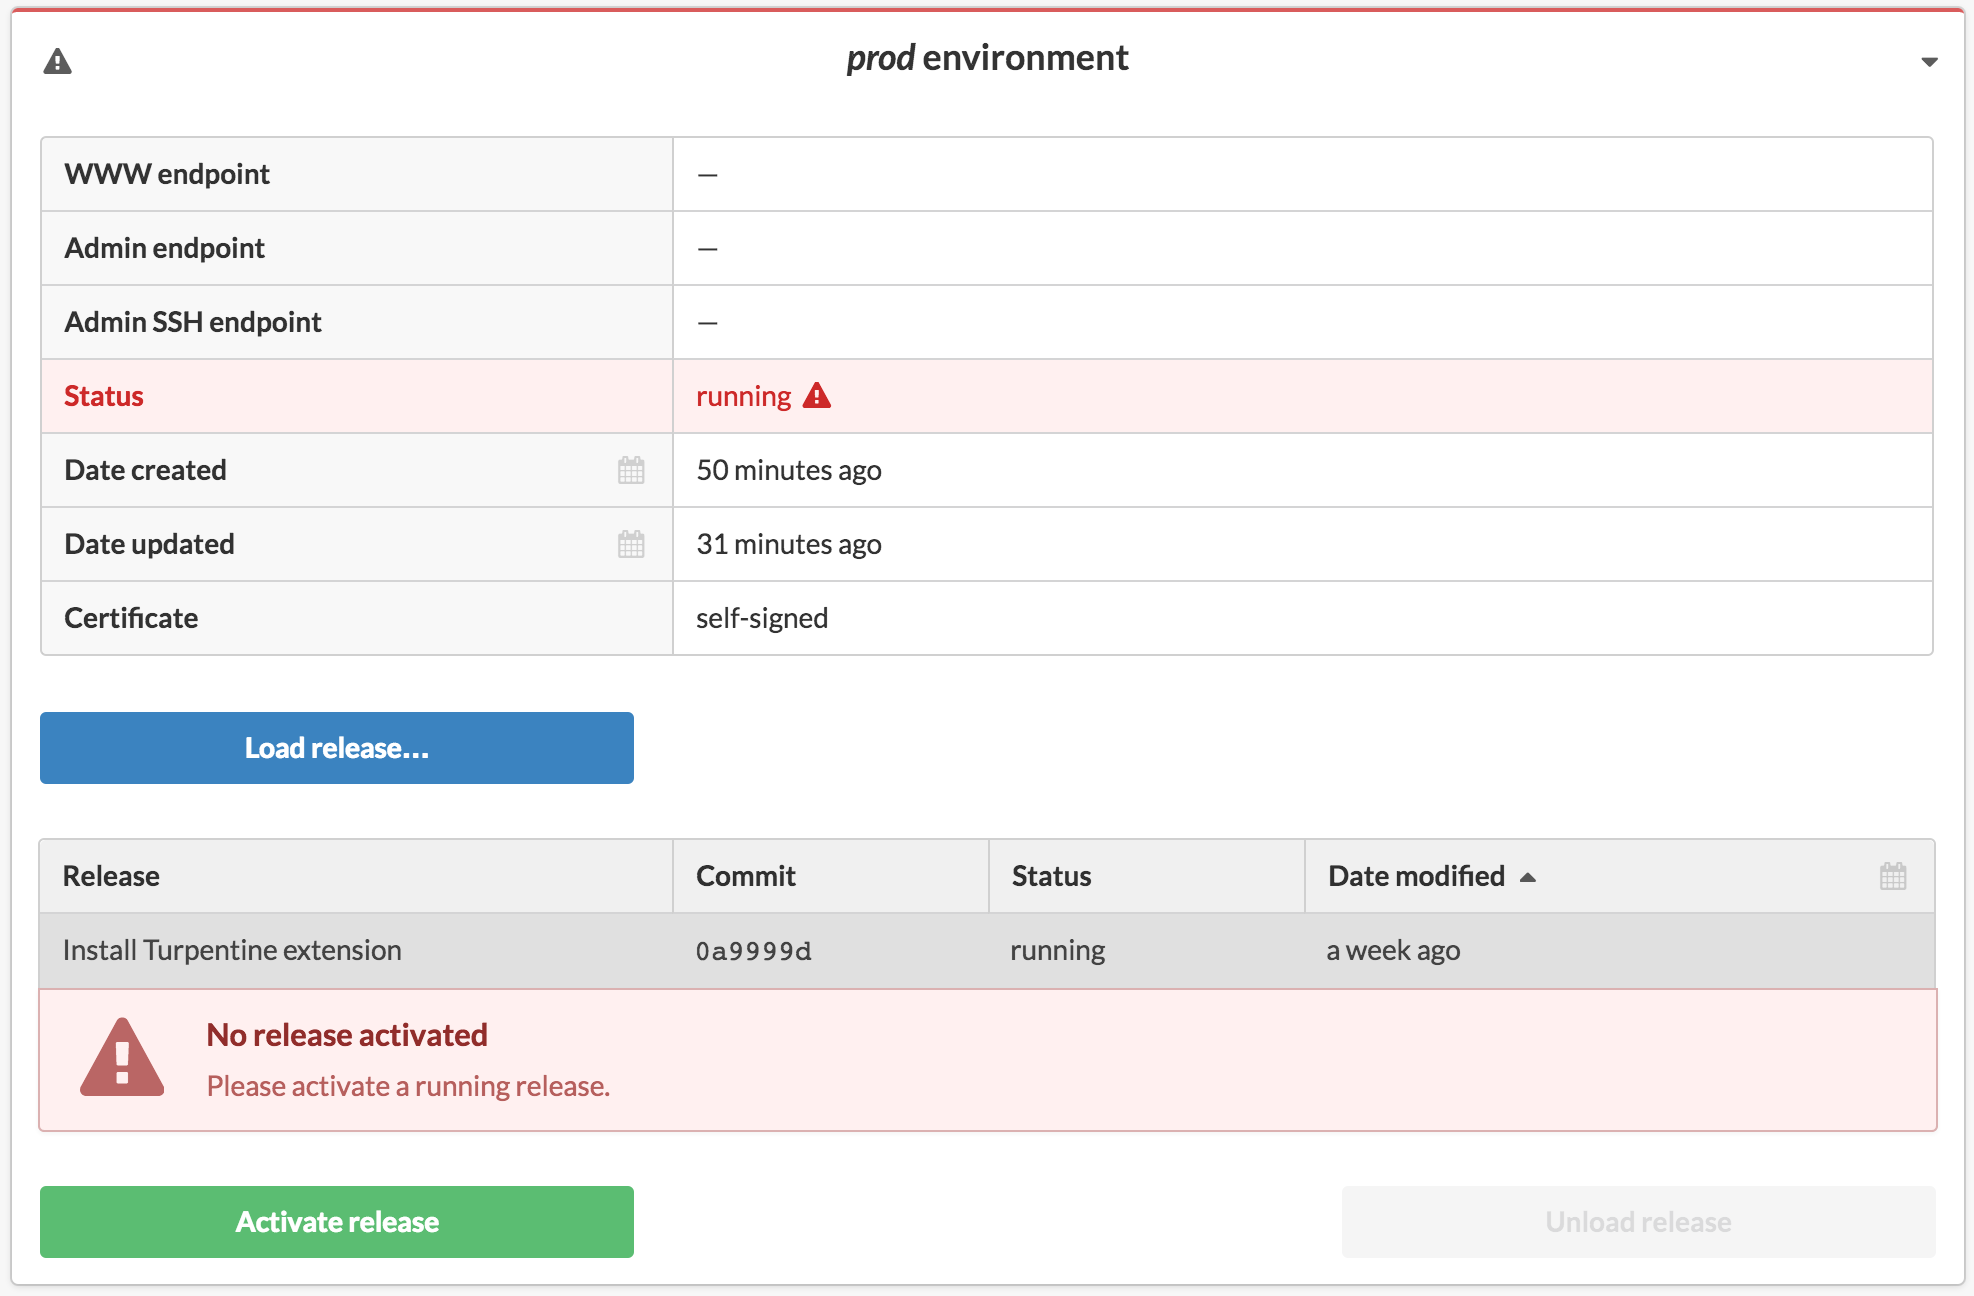 prod environment
WWW endpoint —
Admin endpoint —
Admin SSH endpoint —
Status running
Date created 50 minutes ago
Date updated 31 minutes ago
Certificate self-signed
Load release...
Release Commit Status Date modified
Install Turpentine extension 0a9999d running a week ago
No release activated
Please activate a running release.
Activate release Unload release